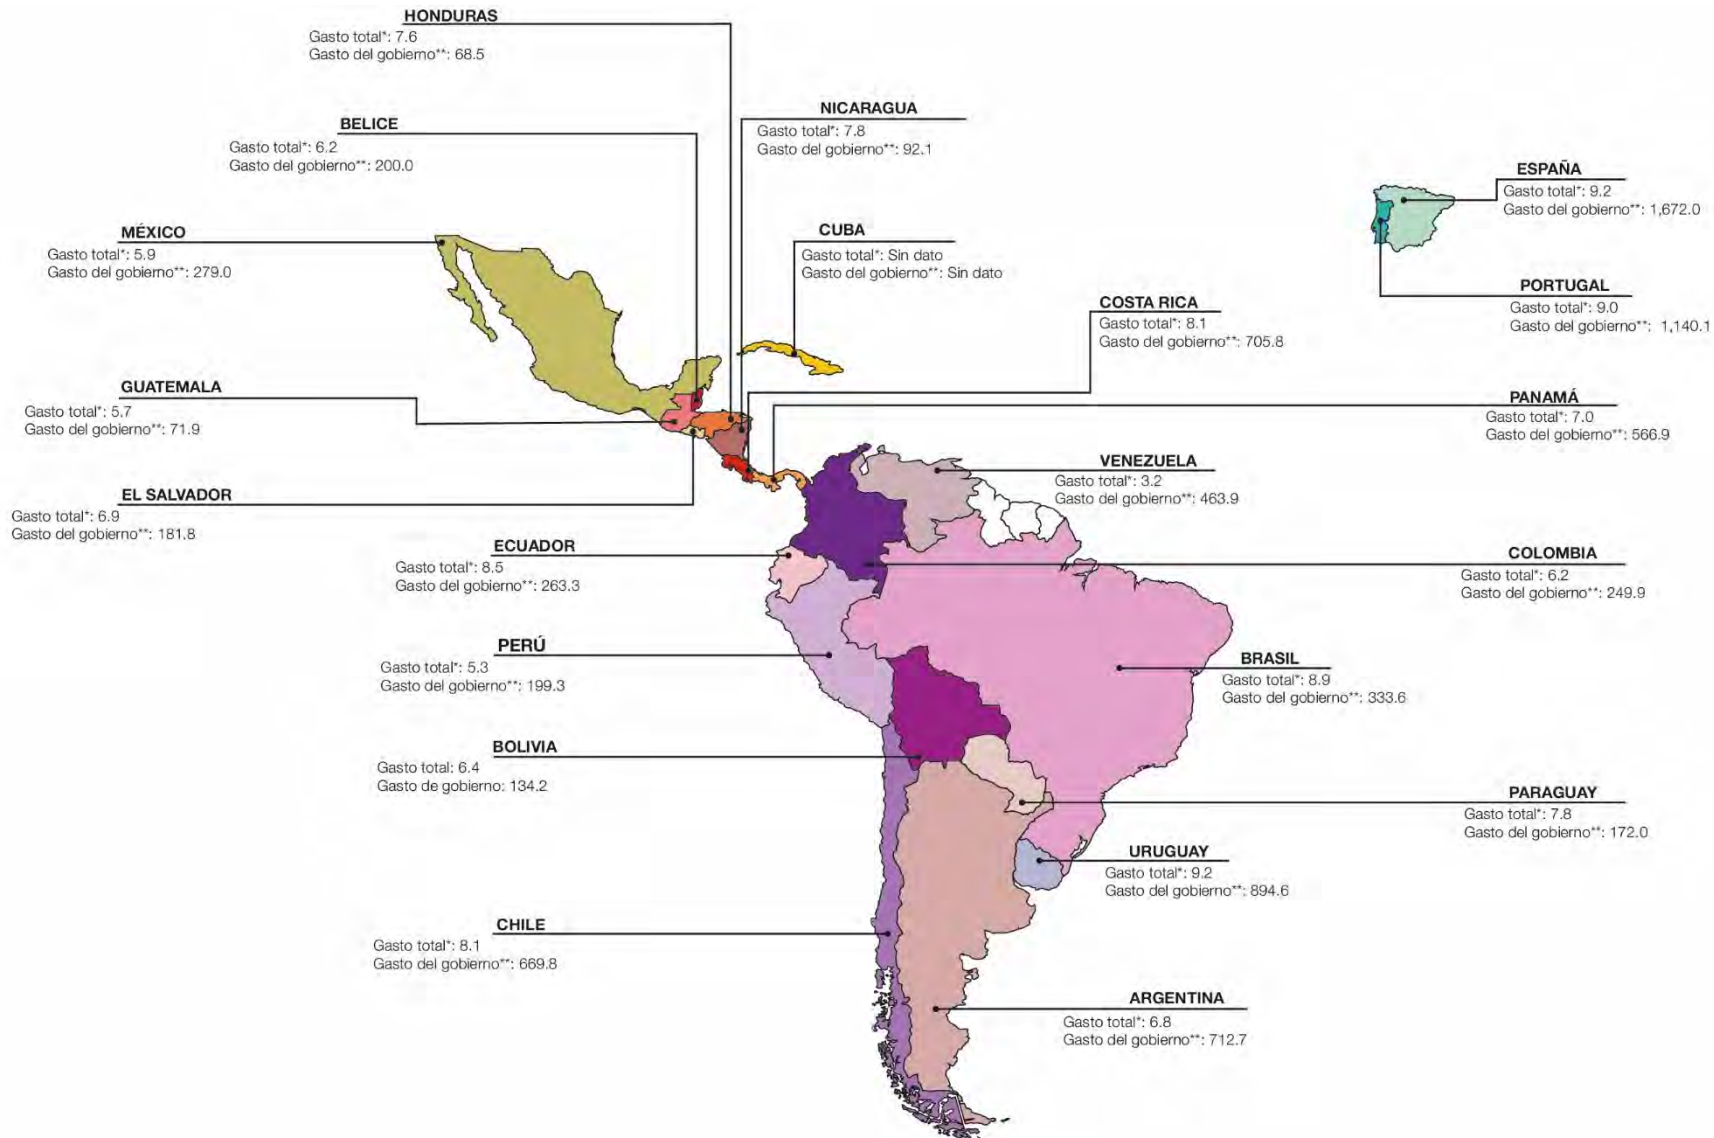 HONDURAS
Gasto total*: 7.6
Gasto del gobierno**: 68.5
NICARAGUA
Gasto total*: 7.8
Gasto del gobierno**: 92.1
BELICE
Gasto total*: 6.2
Gasto del gobierno**: 200.0
ESPAÑA
Gasto total*: 9.2
Gasto del gobierno**: 1,672.0
MÉXICO
Gasto total*: 5.9
Gasto del gobierno**: 279.0
CUBA
Gasto total*: Sin dato
Gasto del gobierno**: Sin dato
PORTUGAL
Gasto total*: 9.0
Gasto del gobierno**: 1,140.1
COSTA RICA
Gasto total*: 8.1
Gasto del gobierno**: 705.8
GUATEMALA
Gasto total*: 5.7
Gasto del gobierno**: 71.9
PANAMÁ
Gasto total*: 7.0
Gasto del gobierno**: 566.9
VENEZUELA
Gasto total*: 3.2
Gasto del gobierno**: 463.9
EL SALVADOR
Gasto total*: 6.9
Gasto del gobierno**: 181.8
ECUADOR
Gasto total*: 8.5
Gasto del gobierno**: 263.3
COLOMBIA
Gasto total*: 6.2
Gasto del gobierno**: 249.9
PERÚ
Gasto total*: 5.3
Gasto del gobierno**: 199.3
BRASIL
Gasto total*: 8.9
Gasto del gobierno**: 333.6
BOLIVIA
Gasto total: 6.4
Gasto de gobierno: 134.2
PARAGUAY
Gasto total*: 7.8
Gasto del gobierno**: 172.0
URUGUAY
Gasto total*: 9.2
Gasto del gobierno**: 894.6
CHILE
Gasto total*: 8.1
Gasto del gobierno**: 669.8
ARGENTINA
Gasto total*: 6.8
Gasto del gobierno**: 712.7